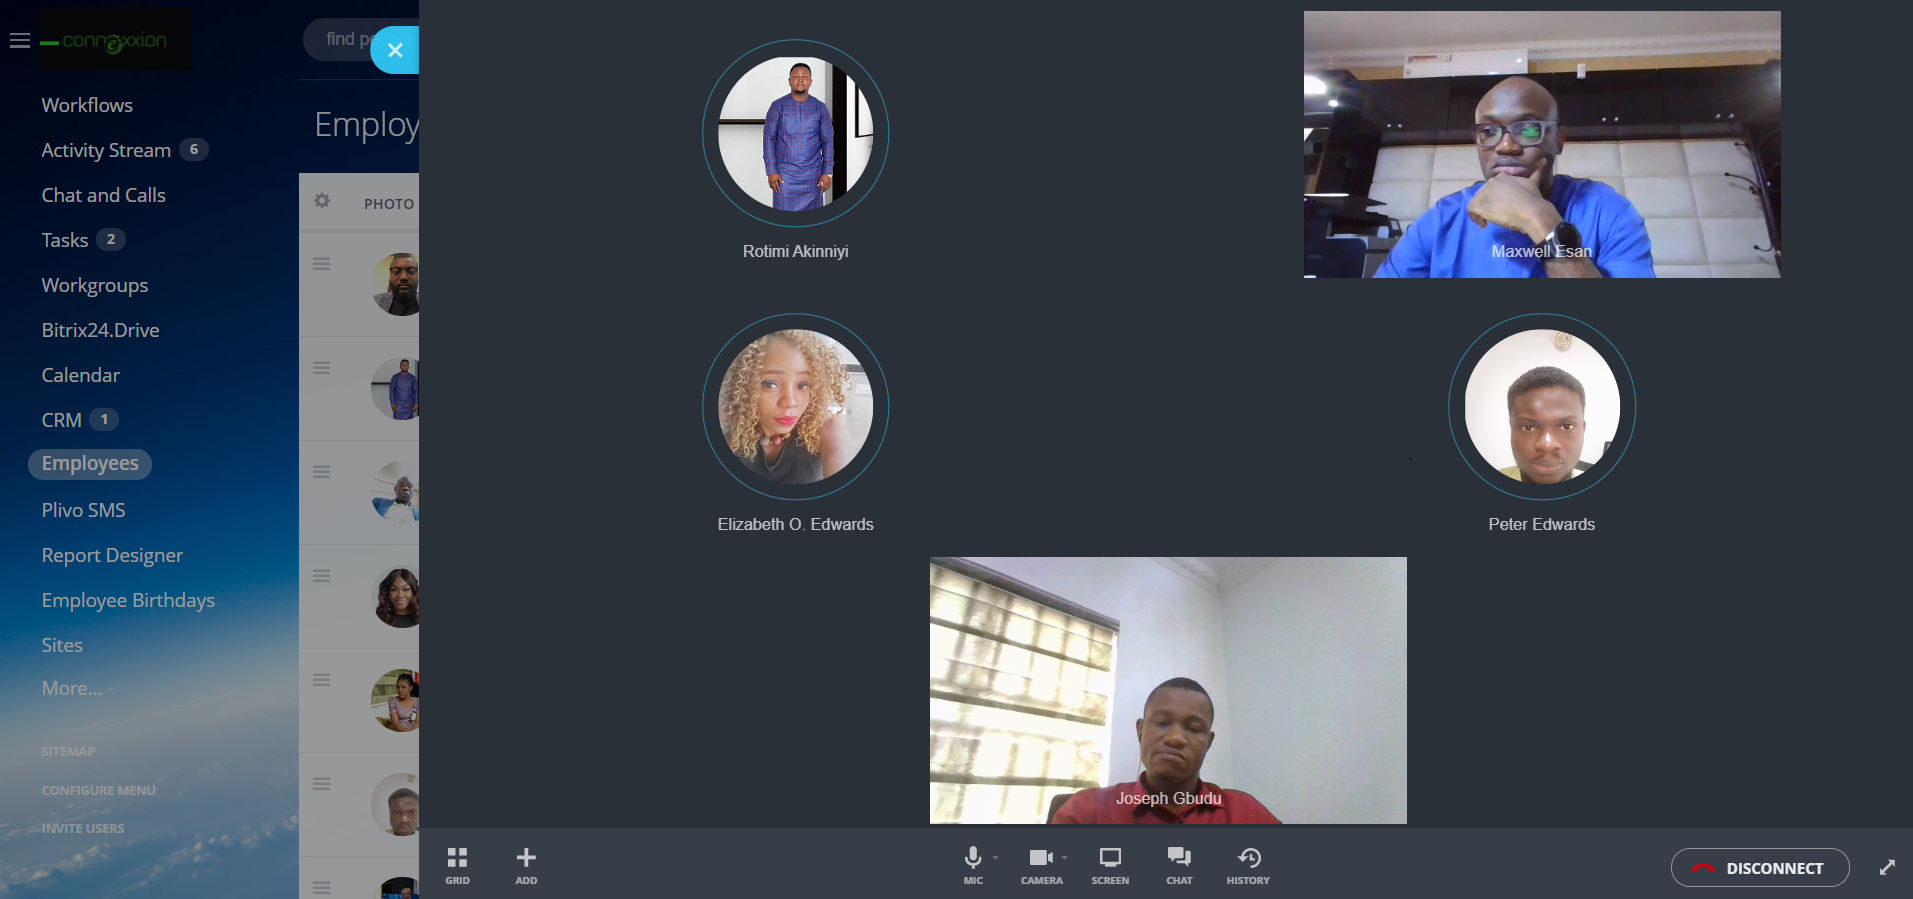 connexxion
find pe
Employ
Workflows
Activity Stream 6
Chat and Calls
Tasks 2
Workgroups
Bitrix24.Drive
Calendar
CRM 1
Employees
Plivo SMS
Report Designer
Employee Birthdays
Sites
More...
SITEMAP
CONFIGURE MENU
INVITE USERS
PHOTO
Rotimi Akinniyi
Maxwell Esan
Elizabeth O. Edwards
Peter Edwards
Joseph Gbudu
GRID
ADD
MIC
CAMERA
SCREEN
CHAT
HISTORY
DISCONNECT